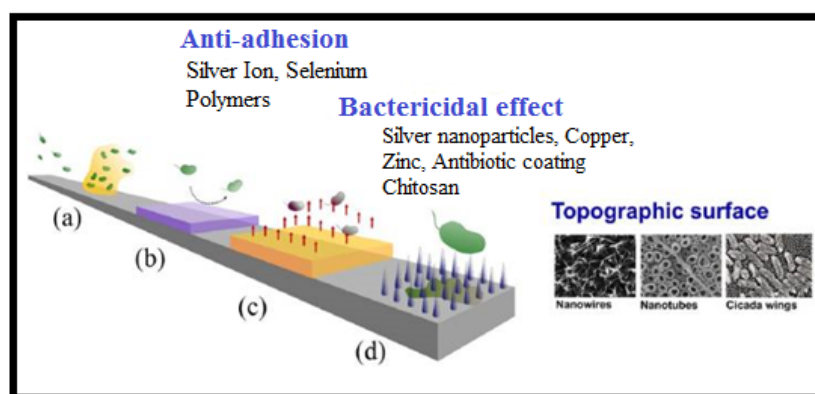 Anti-adhesion
Silver Ion, Selenium
Polymers
Bactericidal effect
Silver nanoparticles, Copper,
Zinc, Antibiotic coating
Chitosan
(a)
(b)
(c)
(d)
Topographic surface
Nanowires Nanotubes Cicada wings